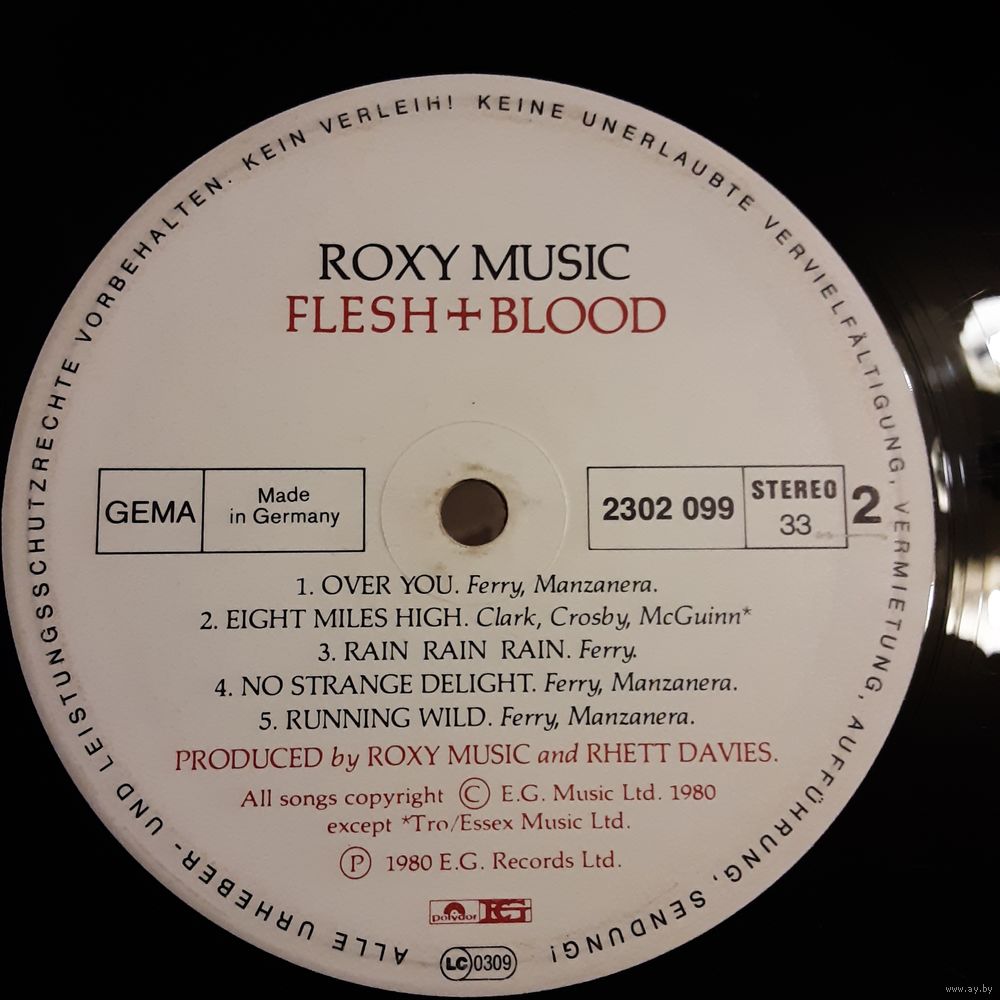 ALLE URHEBER- UND LEISTUNGSSCHUTZRECHTE VORBEHALTEN. KEIN VERLEIH! KEINE UNERLAUBTE VERVIELFÄLTIGUNG, VERMIETUNG, AUFFÜHRUNG, SENDUNG!
ROXY MUSIC
FLESH+BLOOD
GEMA
Made
in Germany
2302 099
STEREO
33
2
1. OVER YOU. Ferry, Manzanera.
2. EIGHT MILES HIGH. Clark, Crosby, McGuinn*
3. RAIN RAIN RAIN. Ferry.
4. NO STRANGE DELIGHT. Ferry, Manzanera.
5. RUNNING WILD. Ferry, Manzanera.
PRODUCED by ROXY MUSIC and RHETT DAVIES.
All songs copyright © E.G. Music Ltd. 1980
except *Tro/Essex Music Ltd.
℗ 1980 E.G. Records Ltd.
polydor EG
LC 0309
www.ay.by